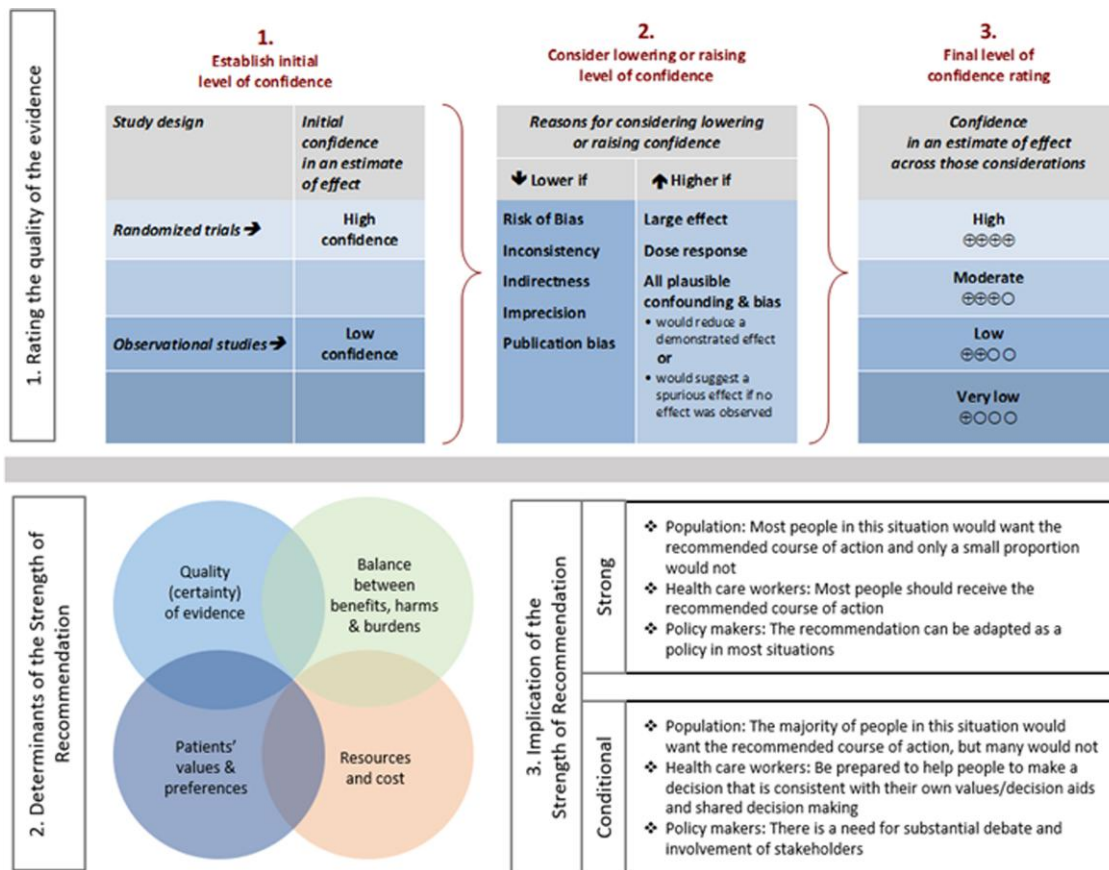 1. Rating the quality of the evidence
1.
Establish initial
level of confidence
2.
Consider lowering or raising
level of confidence
3.
Final level of
confidence rating
Study design
Initial
confidence
in an estimate
of effect
Randomized trials ➔
High
confidence
Observational studies ➔
Low
confidence
Reasons for considering lowering
or raising confidence
🡇 Lower if
🡅 Higher if
Risk of Bias
Inconsistency
Indirectness
Imprecision
Publication bias
Large effect
Dose response
All plausible
confounding & bias
• would reduce a
demonstrated effect
or
• would suggest a
spurious effect if no
effect was observed
Confidence
in an estimate of effect
across those considerations
High
⊕⊕⊕⊕
Moderate
⊕⊕⊕○
Low
⊕⊕○○
Very low
⊕○○○
2. Determinants of the Strength of
Recommendation
Quality
(certainty)
of evidence
Balance
between
benefits, harms
& burdens
Patients'
values &
preferences
Resources
and cost
3. Implication of the
Strength of Recommendation
Strong
❖ Population: Most people in this situation would want the
recommended course of action and only a small proportion
would not
❖ Health care workers: Most people should receive the
recommended course of action
❖ Policy makers: The recommendation can be adapted as a
policy in most situations
Conditional
❖ Population: The majority of people in this situation would
want the recommended course of action, but many would not
❖ Health care workers: Be prepared to help people to make a
decision that is consistent with their own values/decision aids
and shared decision making
❖ Policy makers: There is a need for substantial debate and
involvement of stakeholders